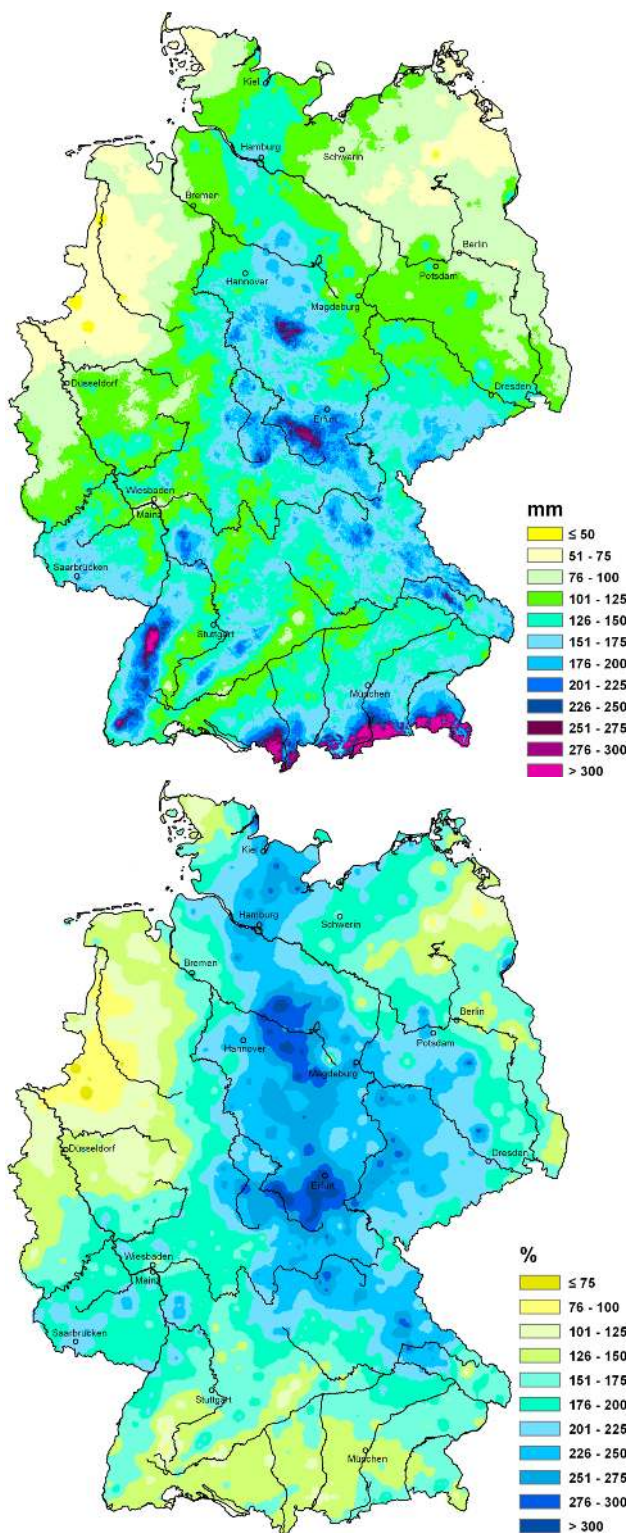 Kiel
Hamburg
Schwerin
Bremen
Berlin
Potsdam
Hannover
Magdeburg
Düsseldorf
Dresden
Erfurt
Wiesbaden
Mainz
Saarbrücken
Stuttgart
München
mm
≤ 50
51 - 75
76 - 100
101 - 125
126 - 150
151 - 175
176 - 200
201 - 225
226 - 250
251 - 275
276 - 300
> 300
Kiel
Hamburg
Schwerin
Bremen
Berlin
Potsdam
Hannover
Magdeburg
Düsseldorf
Dresden
Erfurt
Wiesbaden
Mainz
Saarbrücken
Stuttgart
München
%
≤ 75
76 - 100
101 - 125
126 - 150
151 - 175
176 - 200
201 - 225
226 - 250
251 - 275
276 - 300
> 300